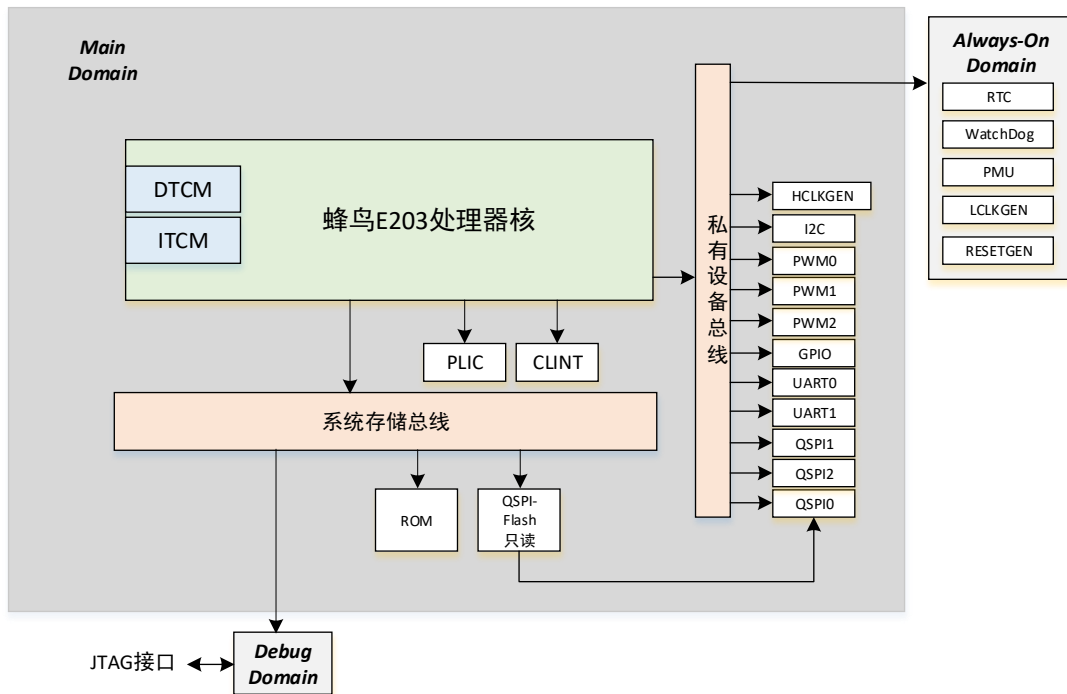 Main
Domain
Always-On
Domain
RTC
WatchDog
PMU
LCLKGEN
RESETGEN
DTCM
ITCM
蜂鸟E203处理器核
私有设备总线
HCLKGEN
I2C
PWM0
PWM1
PWM2
GPIO
UART0
UART1
QSPI1
QSPI2
QSPI0
PLIC
CLINT
系统存储总线
ROM
QSPI-
Flash
只读
JTAG接口
Debug
Domain